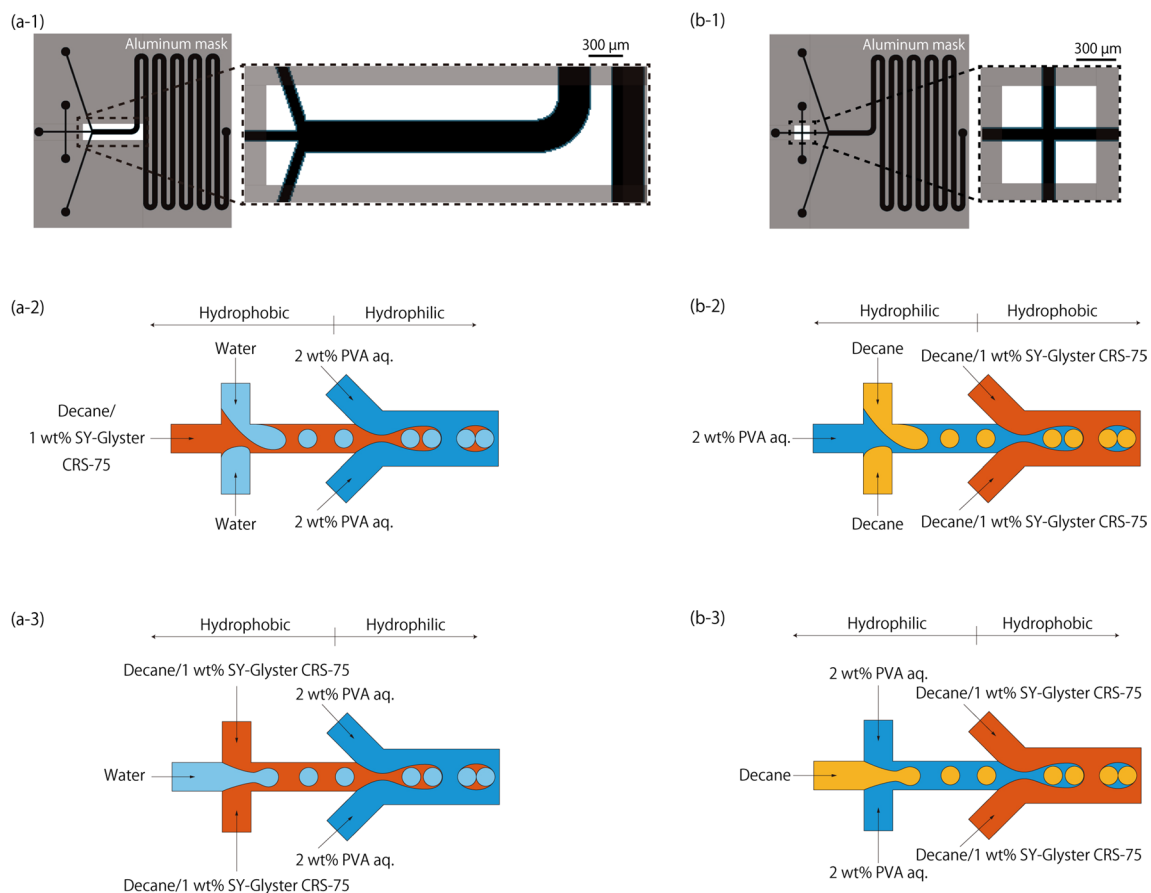 (a-1)
Aluminum mask
300 μm
(b-1)
Aluminum mask
300 μm
(a-2)
Hydrophobic
Hydrophilic
Water
2 wt% PVA aq.
Decane/
1 wt% SY-Glyster
CRS-75
Water
2 wt% PVA aq.
(b-2)
Hydrophilic
Hydrophobic
Decane
Decane/1 wt% SY-Glyster CRS-75
2 wt% PVA aq.
Decane
Decane/1 wt% SY-Glyster CRS-75
(a-3)
Hydrophobic
Hydrophilic
Decane/1 wt% SY-Glyster CRS-75
2 wt% PVA aq.
Water
2 wt% PVA aq.
Decane/1 wt% SY-Glyster CRS-75
(b-3)
Hydrophilic
Hydrophobic
2 wt% PVA aq.
Decane/1 wt% SY-Glyster CRS-75
Decane
Decane/1 wt% SY-Glyster CRS-75
2 wt% PVA aq.